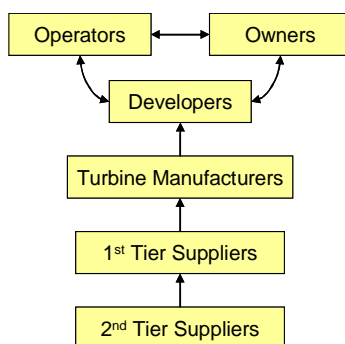 Operators
Owners
Developers
Turbine Manufacturers
1st Tier Suppliers
2nd Tier Suppliers